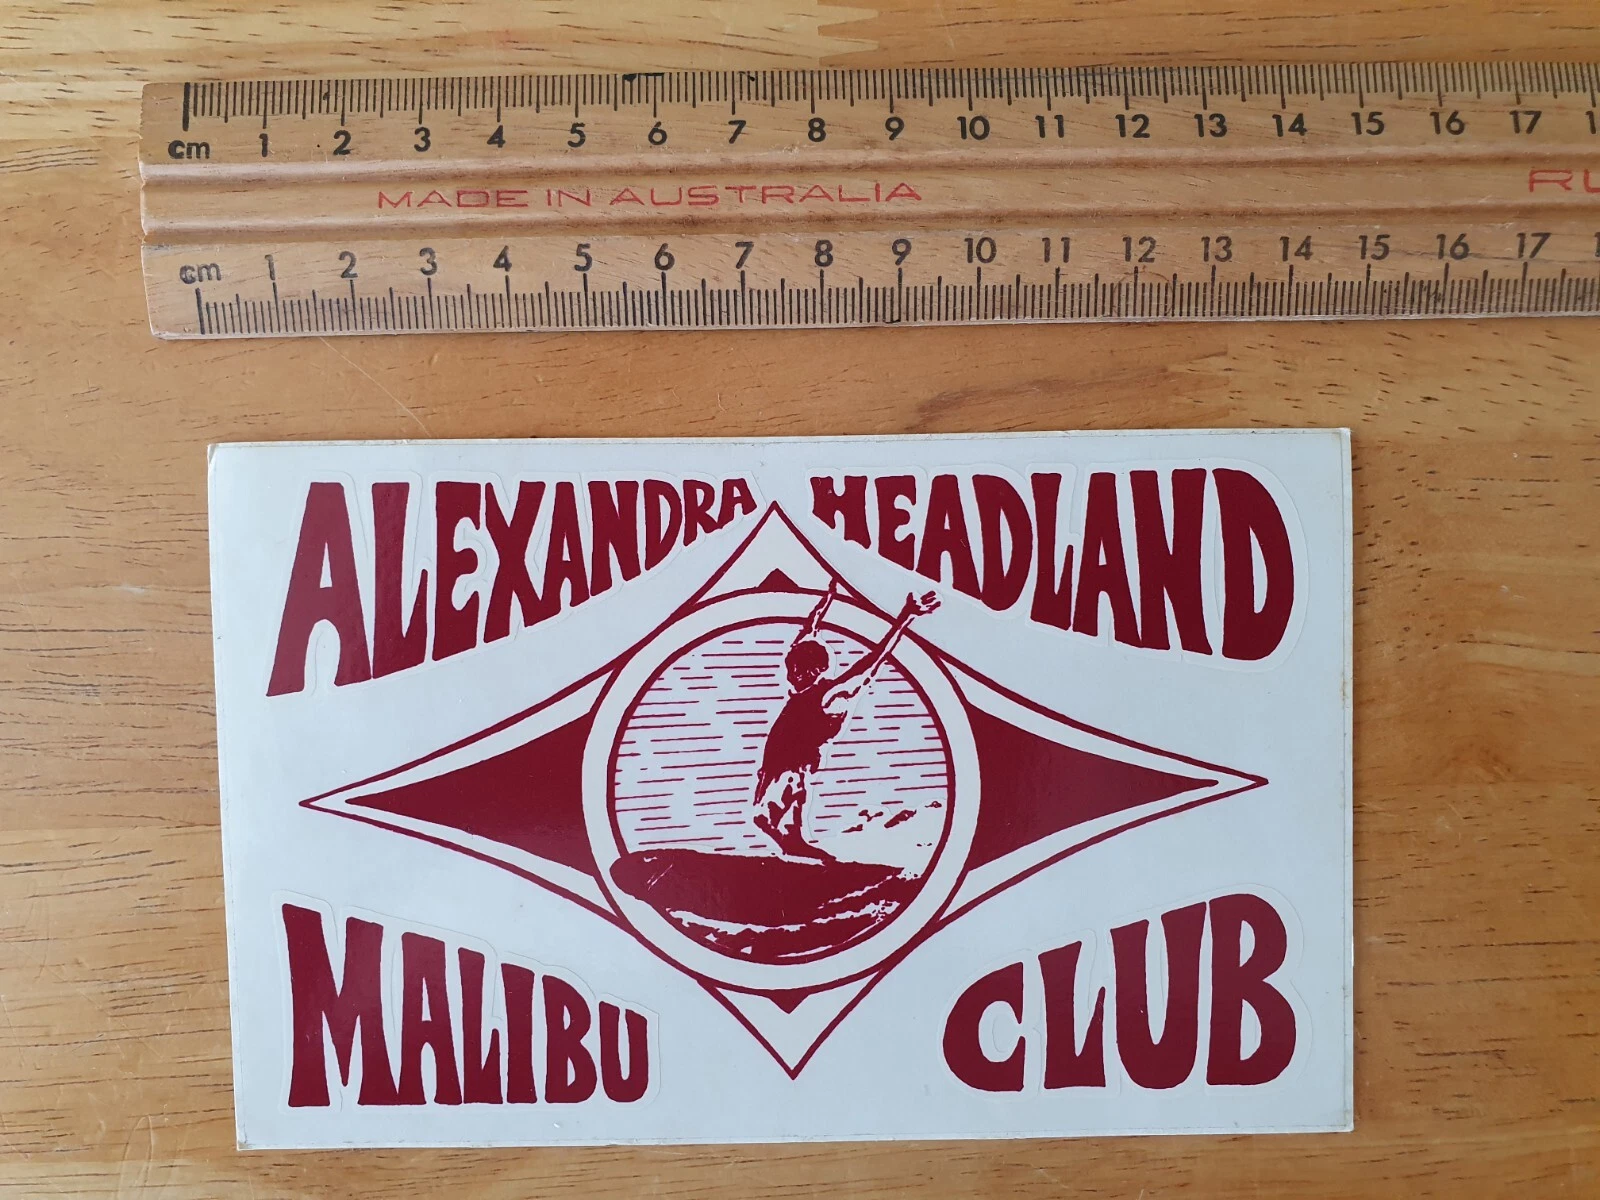 cm 1 2 3 4 5 6 7 8 9 10 11 12 13 14 15 16 17
MADE IN AUSTRALIA
cm 1 2 3 4 5 6 7 8 9 10 11 12 13 14 15 16 17
ALEXANDRA HEADLAND
MALIBU CLUB